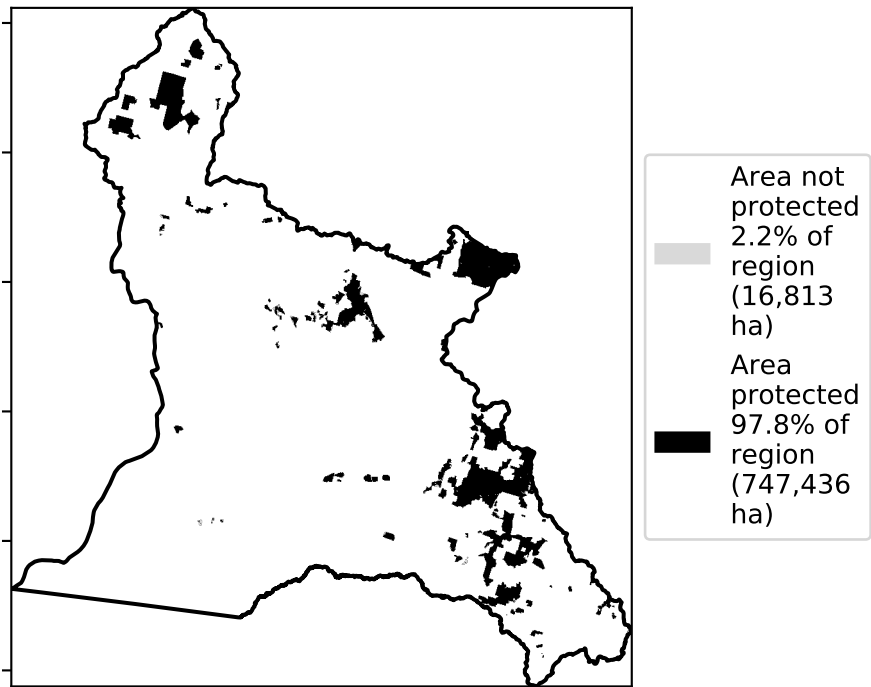 Area not
protected
2.2% of
region
(16,813
ha)
Area
protected
97.8% of
region
(747,436
ha)